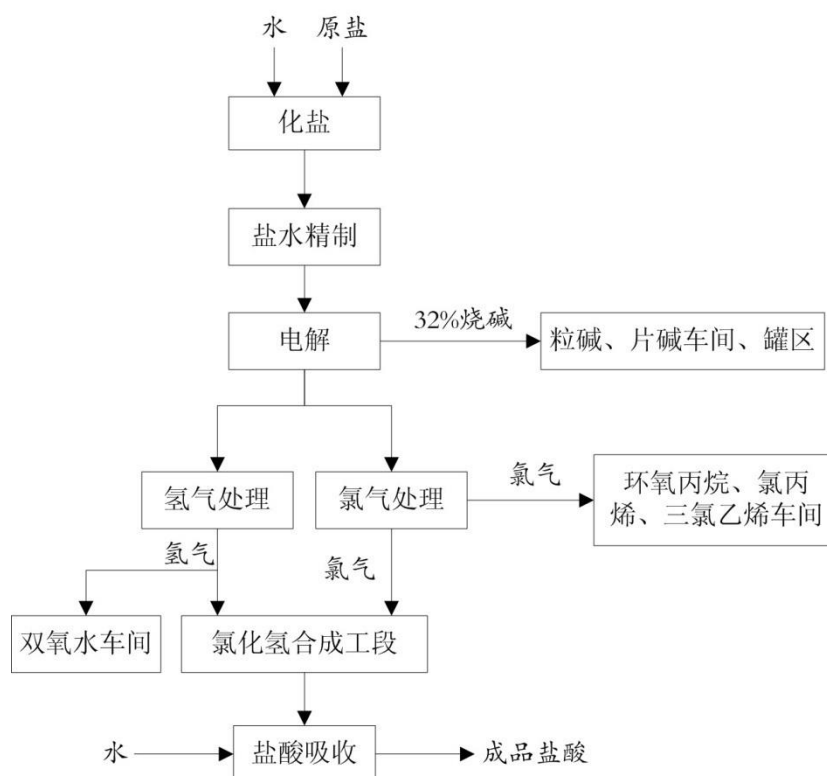 水
原盐
化盐
盐水精制
电解
32%烧碱
粒碱、片碱车间、罐区
氢气处理
氯气处理
氯气
环氧丙烷、氯丙
烯、三氯乙烯车间
氢气
氯气
双氧水车间
氯化氢合成工段
水
盐酸吸收
成品盐酸